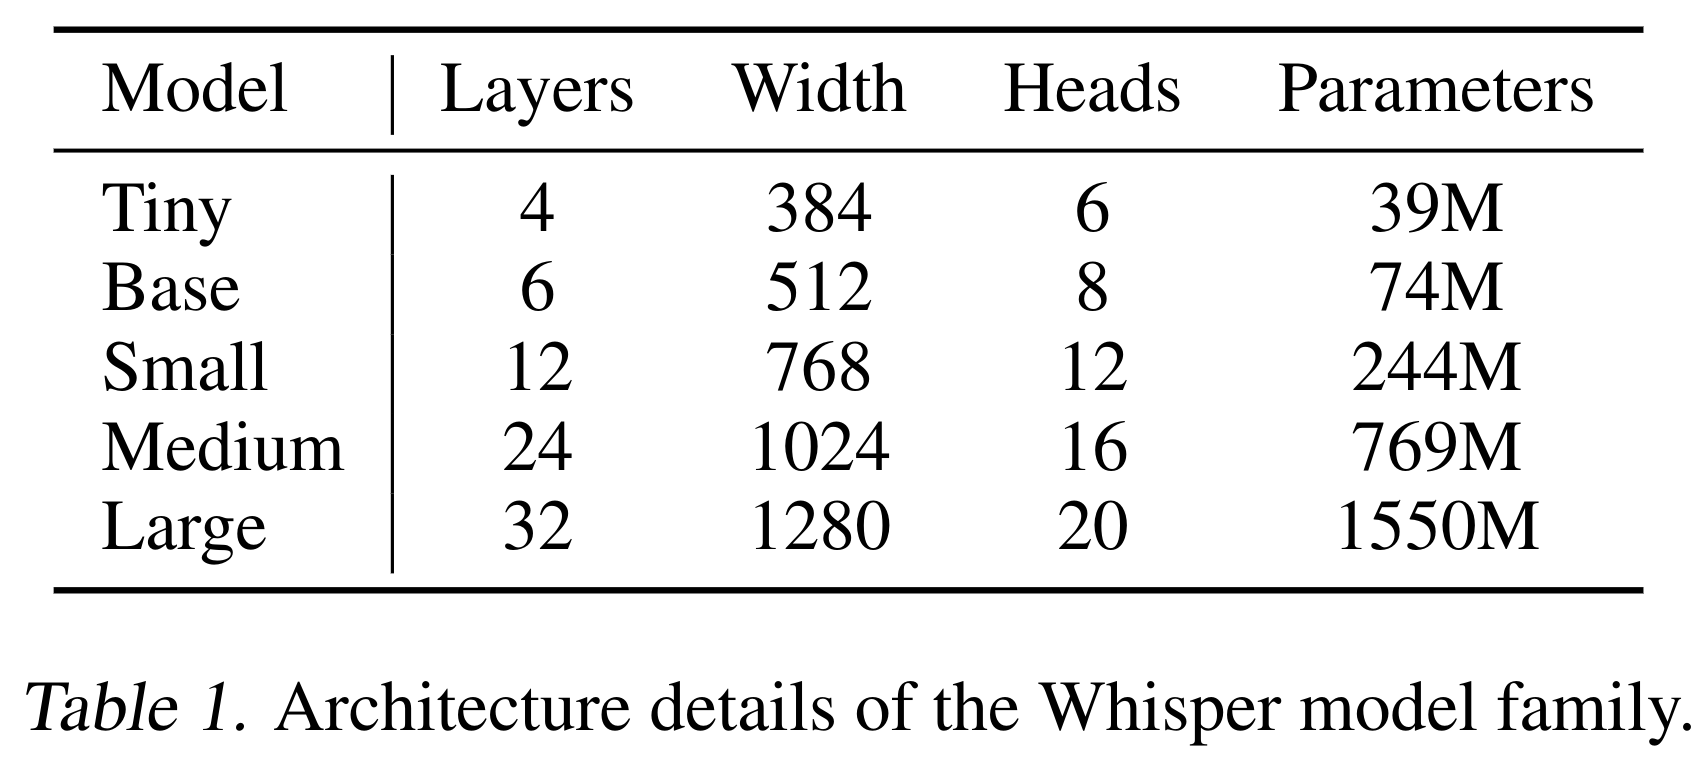 Model Layers Width Heads Parameters
Tiny 4 384 6 39M
Base 6 512 8 74M
Small 12 768 12 244M
Medium 24 1024 16 769M
Large 32 1280 20 1550M
Table 1. Architecture details of the Whisper model family.